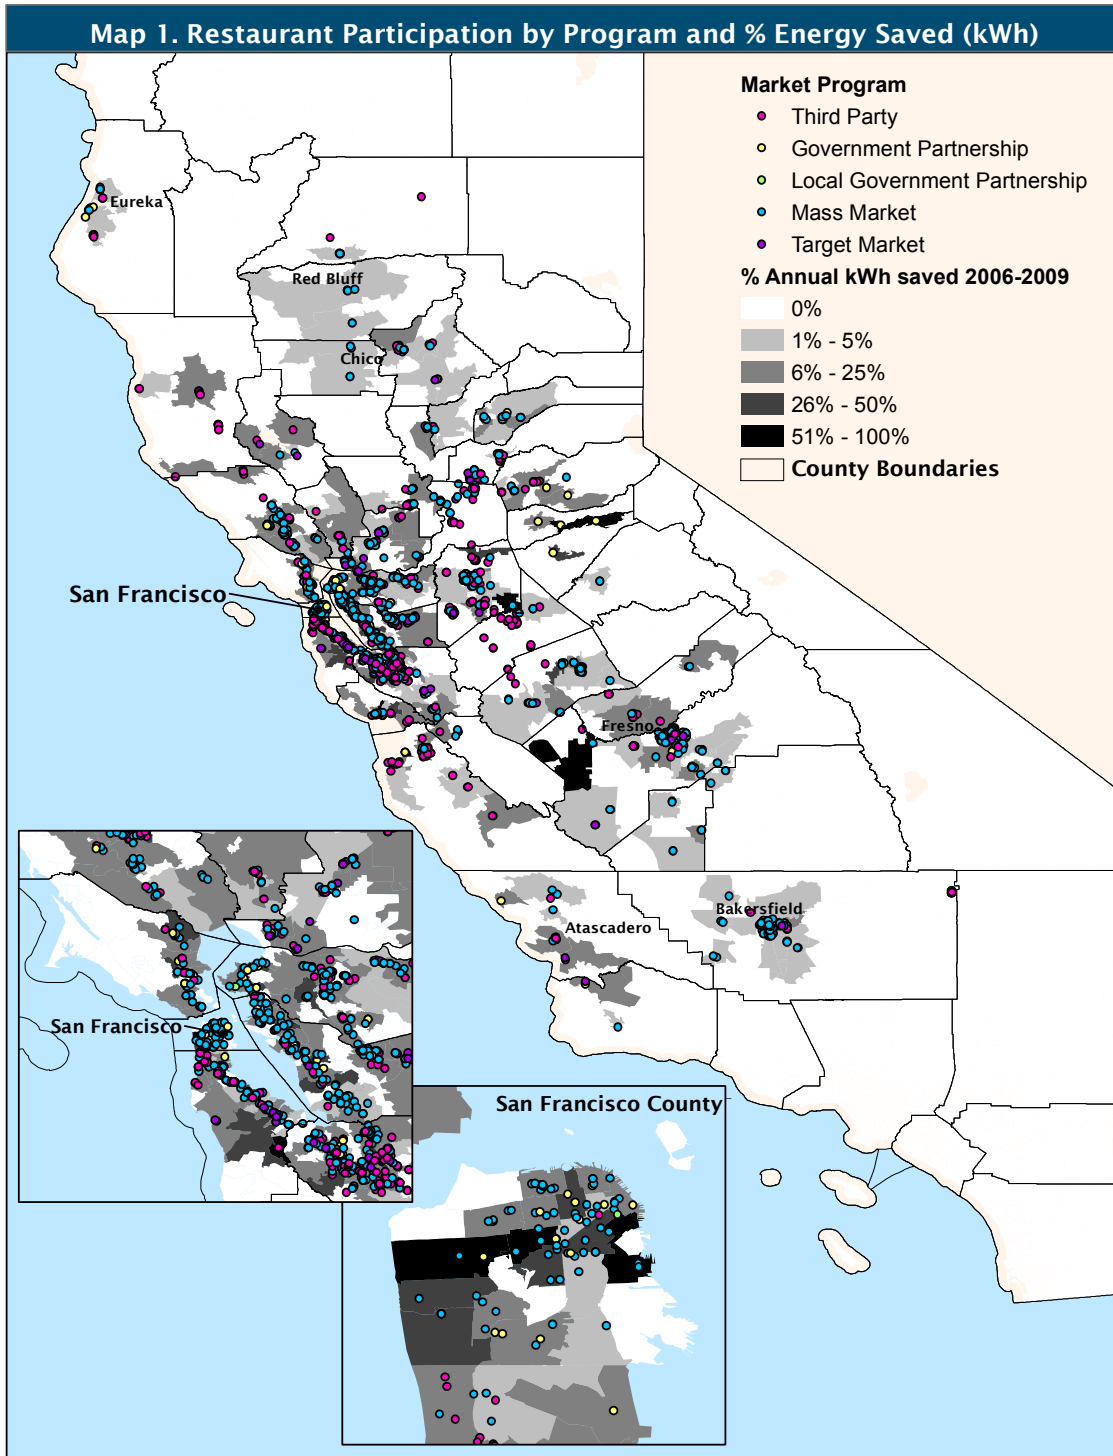 Map 1. Restaurant Participation by Program and % Energy Saved (kWh)
Market Program
Third Party
Government Partnership
Local Government Partnership
Mass Market
Target Market
% Annual kWh saved 2006-2009
0%
1% - 5%
6% - 25%
26% - 50%
51% - 100%
County Boundaries
Eureka
Red Bluff
Chico
San Francisco
Fresno
Bakersfield
Atascadero
San Francisco
San Francisco County